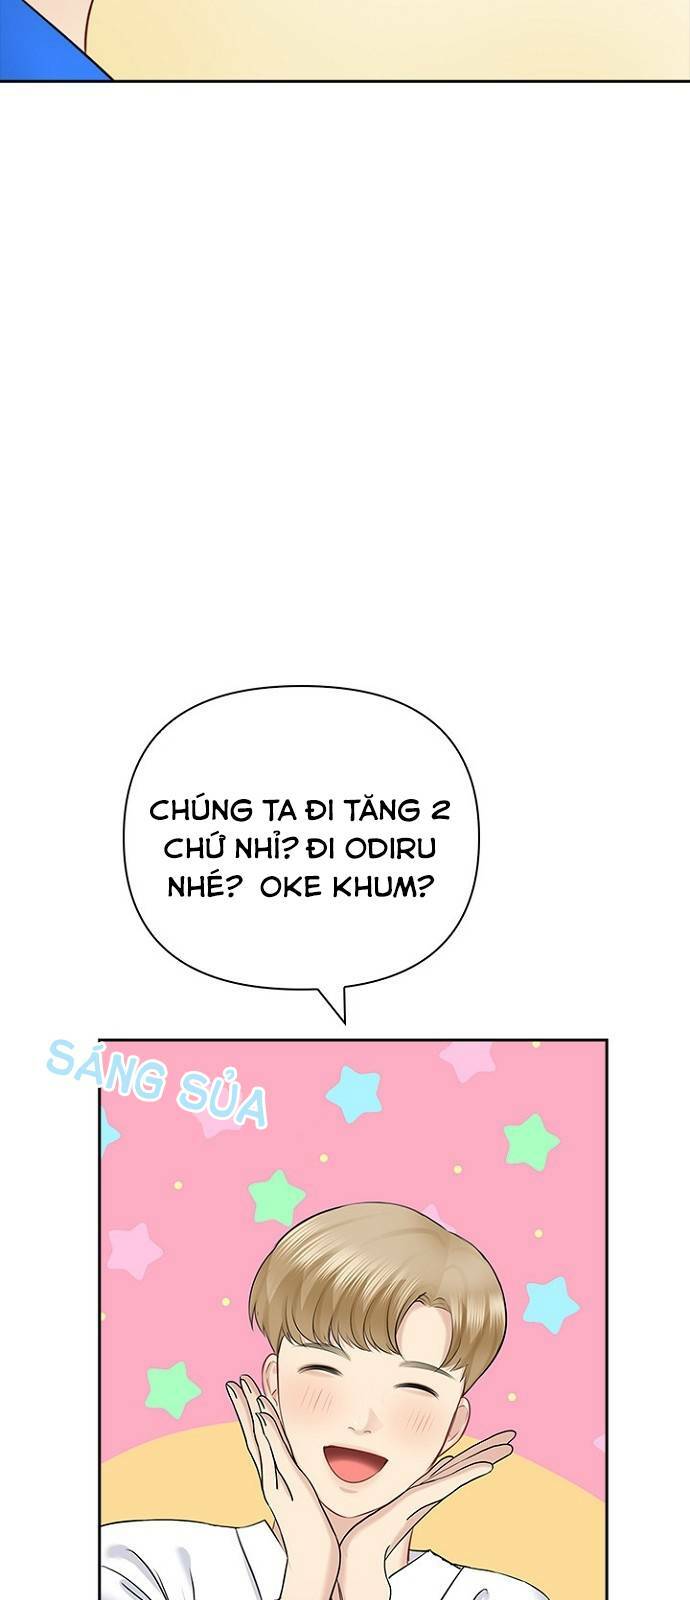 CHÚNG TA ĐI TĂNG 2
CHỨ NHỈ? ĐI ODIRU
NHÉ? OKE KHUM?
SÁNG SỦA